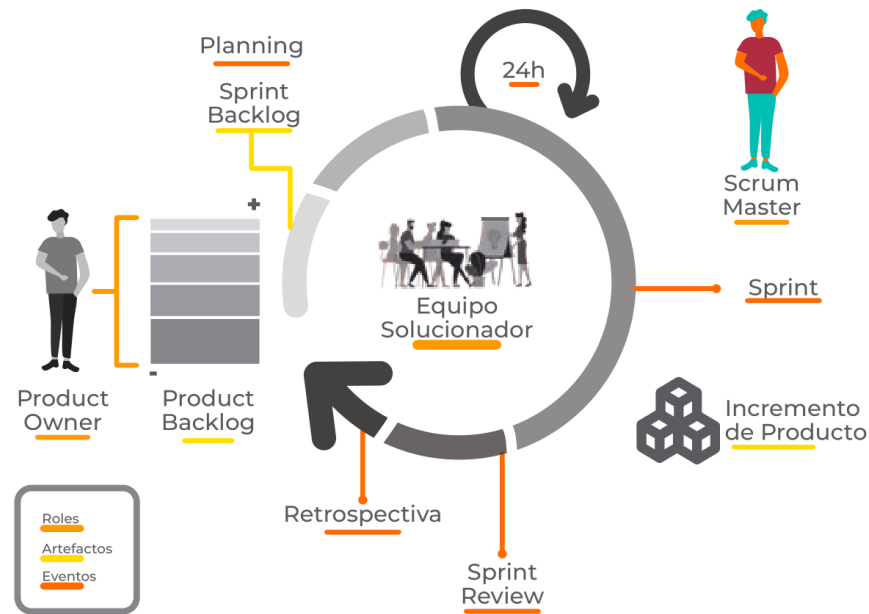 Planning
Sprint
Backlog
24h
Scrum
Master
+
Equipo
Solucionador
Sprint
-
Product
Owner
Product
Backlog
Incremento
de Producto
Retrospectiva
Sprint
Review
Roles
Artefactos
Eventos